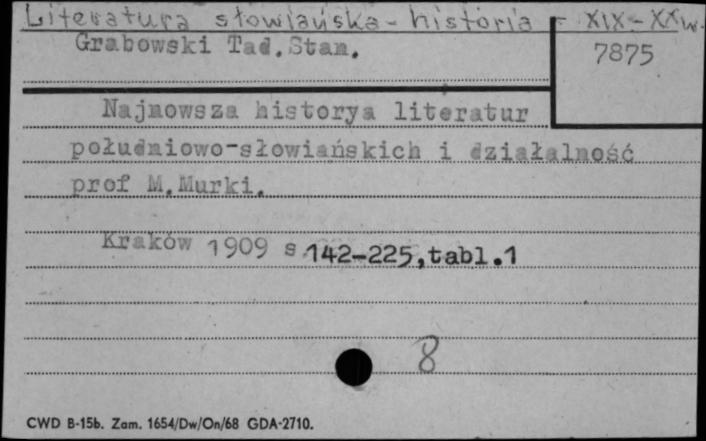 Literatura słowiańska - historia - XIX - XX w.
Grabowski Tad. Stan.
7875
Najnowsza historya literatur
południowo-słowiańskich i działalność
prof M.Murki.
Kraków 1909 s.142-225,tabl.1
8
CWD B-15b. Zam. 1654/Dw/On/68 GDA-2710.